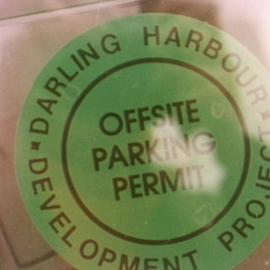 DARLING HARBOUR
OFFSITE
PARKING
PERMIT
DEVELOPMENT PROJECT